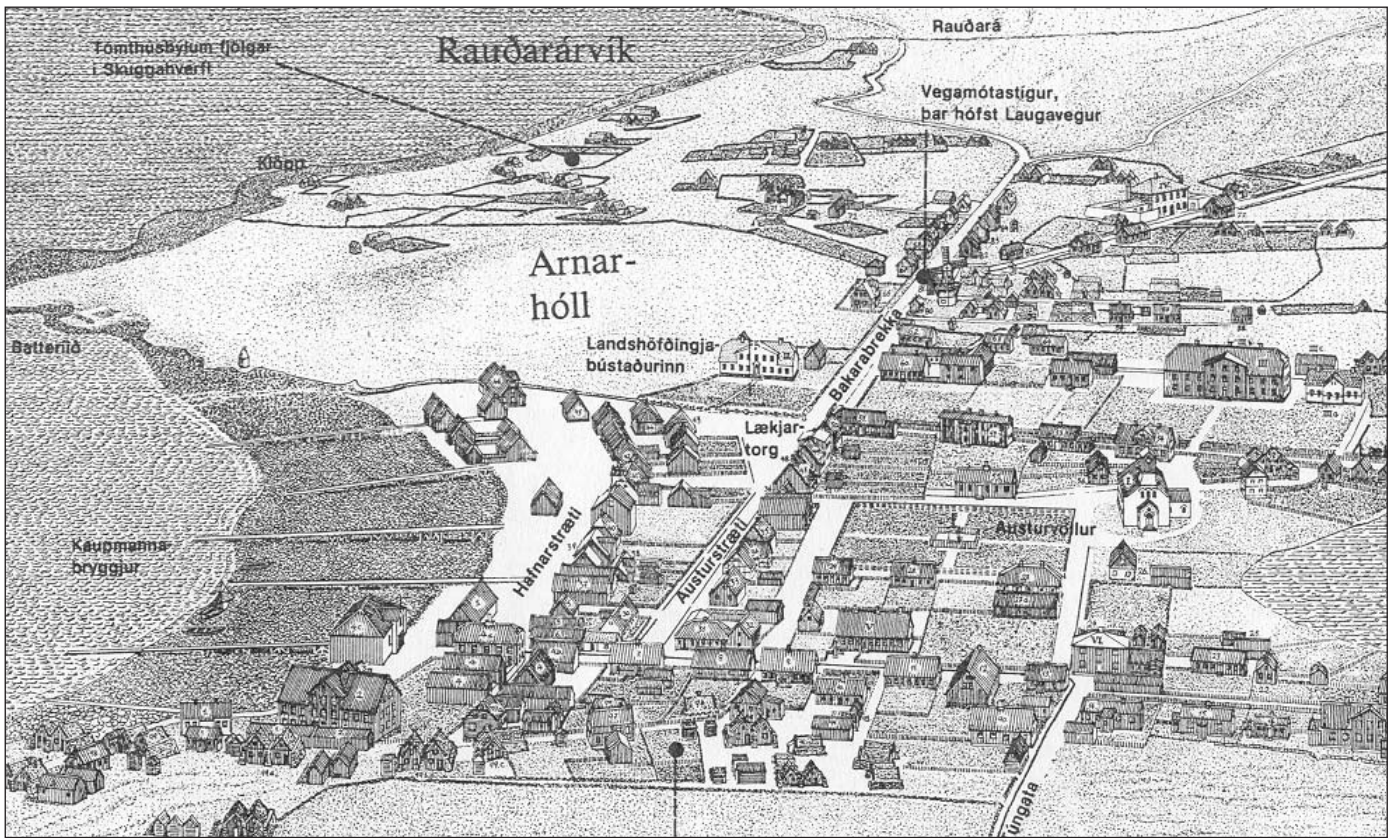 Rauðará
Tómthúsbýlum fjölgar
í Skuggahverfi
Rauðarárvík
Vegamótastígur,
þar hófst Laugavegur
Klöpp
Arnar-
hóll
Batteríið
Landshöfðingja-
bústaðurinn
Bakarabrekka
Lækjar-
torg
Austurvöllur
Kaupmanna-
bryggjur
Hafnarstræti
Austurstræti